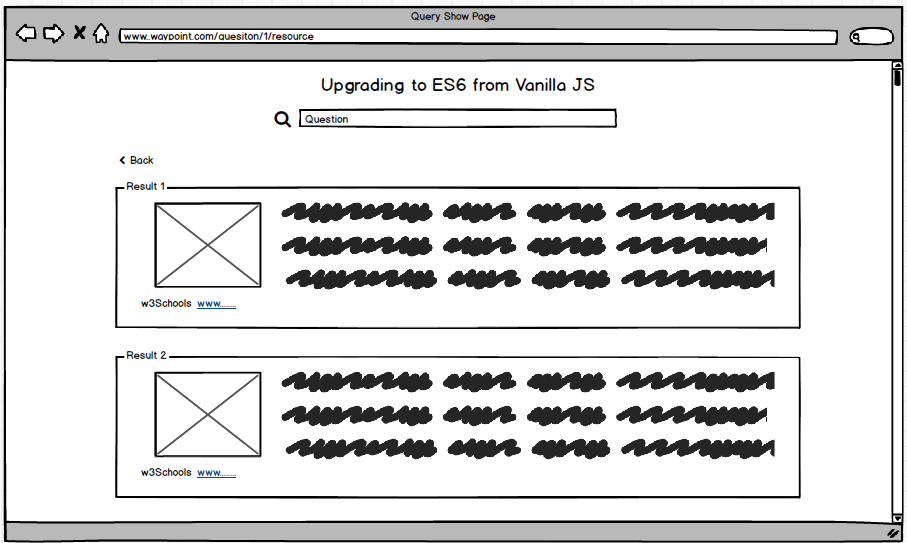 Query Show Page
www.waypoint.com/quesiton/1/resource
Upgrading to ES6 from Vanilla JS
Question
Back
Result 1
w3Schools www........
Result 2
w3Schools www........